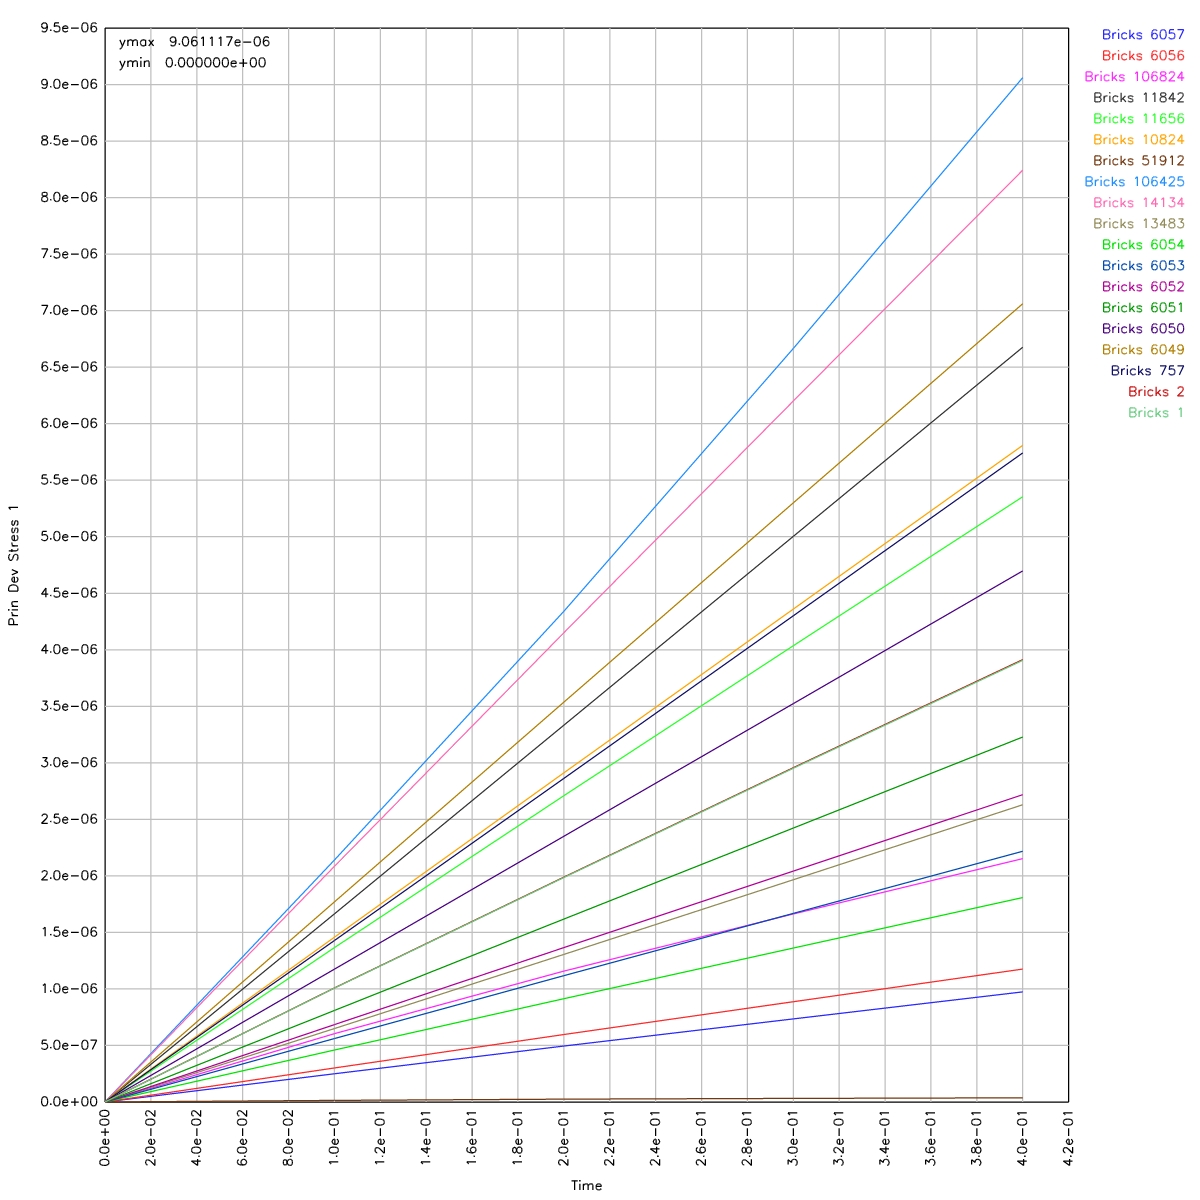 ymax 9.061117e-06
ymin 0.000000e+00
9.5e-06
9.0e-06
8.5e-06
8.0e-06
7.5e-06
7.0e-06
6.5e-06
6.0e-06
5.5e-06
5.0e-06
4.5e-06
4.0e-06
3.5e-06
3.0e-06
2.5e-06
2.0e-06
1.5e-06
1.0e-06
5.0e-07
0.0e+00
Prin Dev Stress 1
0.0e+00
2.0e-02
4.0e-02
6.0e-02
8.0e-02
1.0e-01
1.2e-01
1.4e-01
1.6e-01
1.8e-01
2.0e-01
2.2e-01
2.4e-01
2.6e-01
2.8e-01
3.0e-01
3.2e-01
3.4e-01
3.6e-01
3.8e-01
4.0e-01
4.2e-01
Time
Bricks 6057
Bricks 6056
Bricks 106824
Bricks 11842
Bricks 11656
Bricks 10824
Bricks 51912
Bricks 106425
Bricks 14134
Bricks 13483
Bricks 6054
Bricks 6053
Bricks 6052
Bricks 6051
Bricks 6050
Bricks 6049
Bricks 757
Bricks 2
Bricks 1